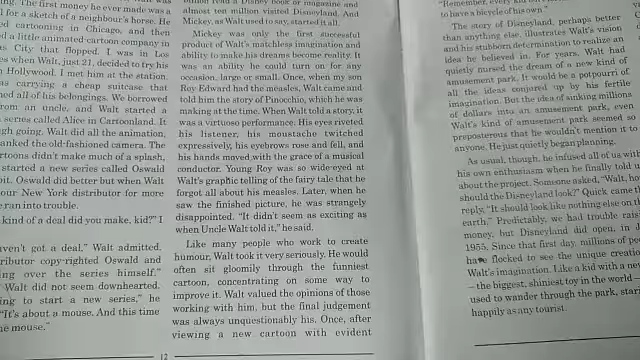 The first money he ever made was a
for a sketch of a neighbour's horse. He
cartooning in Chicago, and then
a little animated cartoon company in
City that flopped. I was in Los
when Walt, just 21, decided to try his
Hollywood. I met him at the station.
carrying a cheap suitcase that
all of his belongings. We borrowed
from an uncle, and Walt started a
series called Alice in Cartoonland. It
going. Walt did all the animation,
cranked the old-fashioned camera. The
didn't make much of a splash,
started a new series called Oswald
Oswald did better but when Walt
our New York distributor for more
ran into trouble.
kind of a deal did you make, kid?" I
got a deal," Walt admitted.
copy-righted Oswald and
over the series himself."
Walt did not seem downhearted.
to start a new series," he
"It's about a mouse. And this time
mouse."
read a Disney book or magazine and
almost ten million visited Disneyland. And
Mickey, as Walt used to say, started it all.
Mickey was only the first successful
product of Walt's matchless imagination and
ability to make his dreams become reality. It
was an ability he could turn on for any
occasion, large or small. Once, when my son
Roy Edward had the measles, Walt came and
told him the story of Pinocchio, which he was
making at the time. When Walt told a story, it
was a virtuoso performance. His eyes riveted
his listener, his moustache twitched
expressively, his eyebrows rose and fell, and
his hands moved with the grace of a musical
conductor. Young Roy was so wide-eyed at
Walt's graphic telling of the fairy tale that he
forgot all about his measles. Later, when he
saw the finished picture, he was strangely
disappointed. "It didn't seem as exciting as
when Uncle Walt told it," he said.
Like many people who work to create
humour, Walt took it very seriously. He would
often sit gloomily through the funniest
cartoon, concentrating on some way to
improve it. Walt valued the opinions of those
working with him, but the final judgement
was always unquestionably his. Once, after
viewing a new cartoon with evident
12
"Remember, every
to have a bicycle of his own."
The story of Disneyland, perhaps better
than anything else, illustrates Walt's vision
and his stubborn determination to realize an
idea he believed in. For years, Walt had
quietly nursed the dream of a new kind of
amusement park. It would be a potpourri of
all the ideas conjured up by his fertile
imagination. But the idea of sinking millions
of dollars into an amusement park, even
Walt's kind of amusement park seemed so
preposterous that he wouldn't mention it to
anyone. He just quietly began planning.
As usual, though, he infused all of us with
his own enthusiasm when he finally told
about the project. Someone asked, "Walt,
should the Disneyland look?" Quick came
reply, "It should look like nothing else on
earth." Predictably, we had trouble
money, but Disneyland did open, in
1955. Since that first day, millions of
have flocked to see the unique
Walt's imagination. Like a kid with a
– the biggest, shiniest toy in the world –
used to wander through the park,
happily as any tourist.